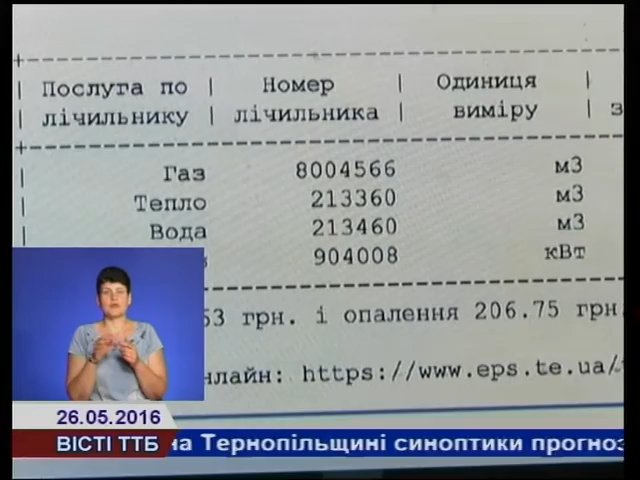 Послуга по | Номер | Одиниця |
лічильнику | лічильника | виміру | з
Газ 8004566 м3
Тепло 213360 м3
Вода 213460 м3
904008 кВт
53 грн. і опалення 206.75 грн.
нлайн: https://www.eps.te.ua/
26.05.2016
ВІСТІ ТТБ на Тернопільщині синоптики прогноз